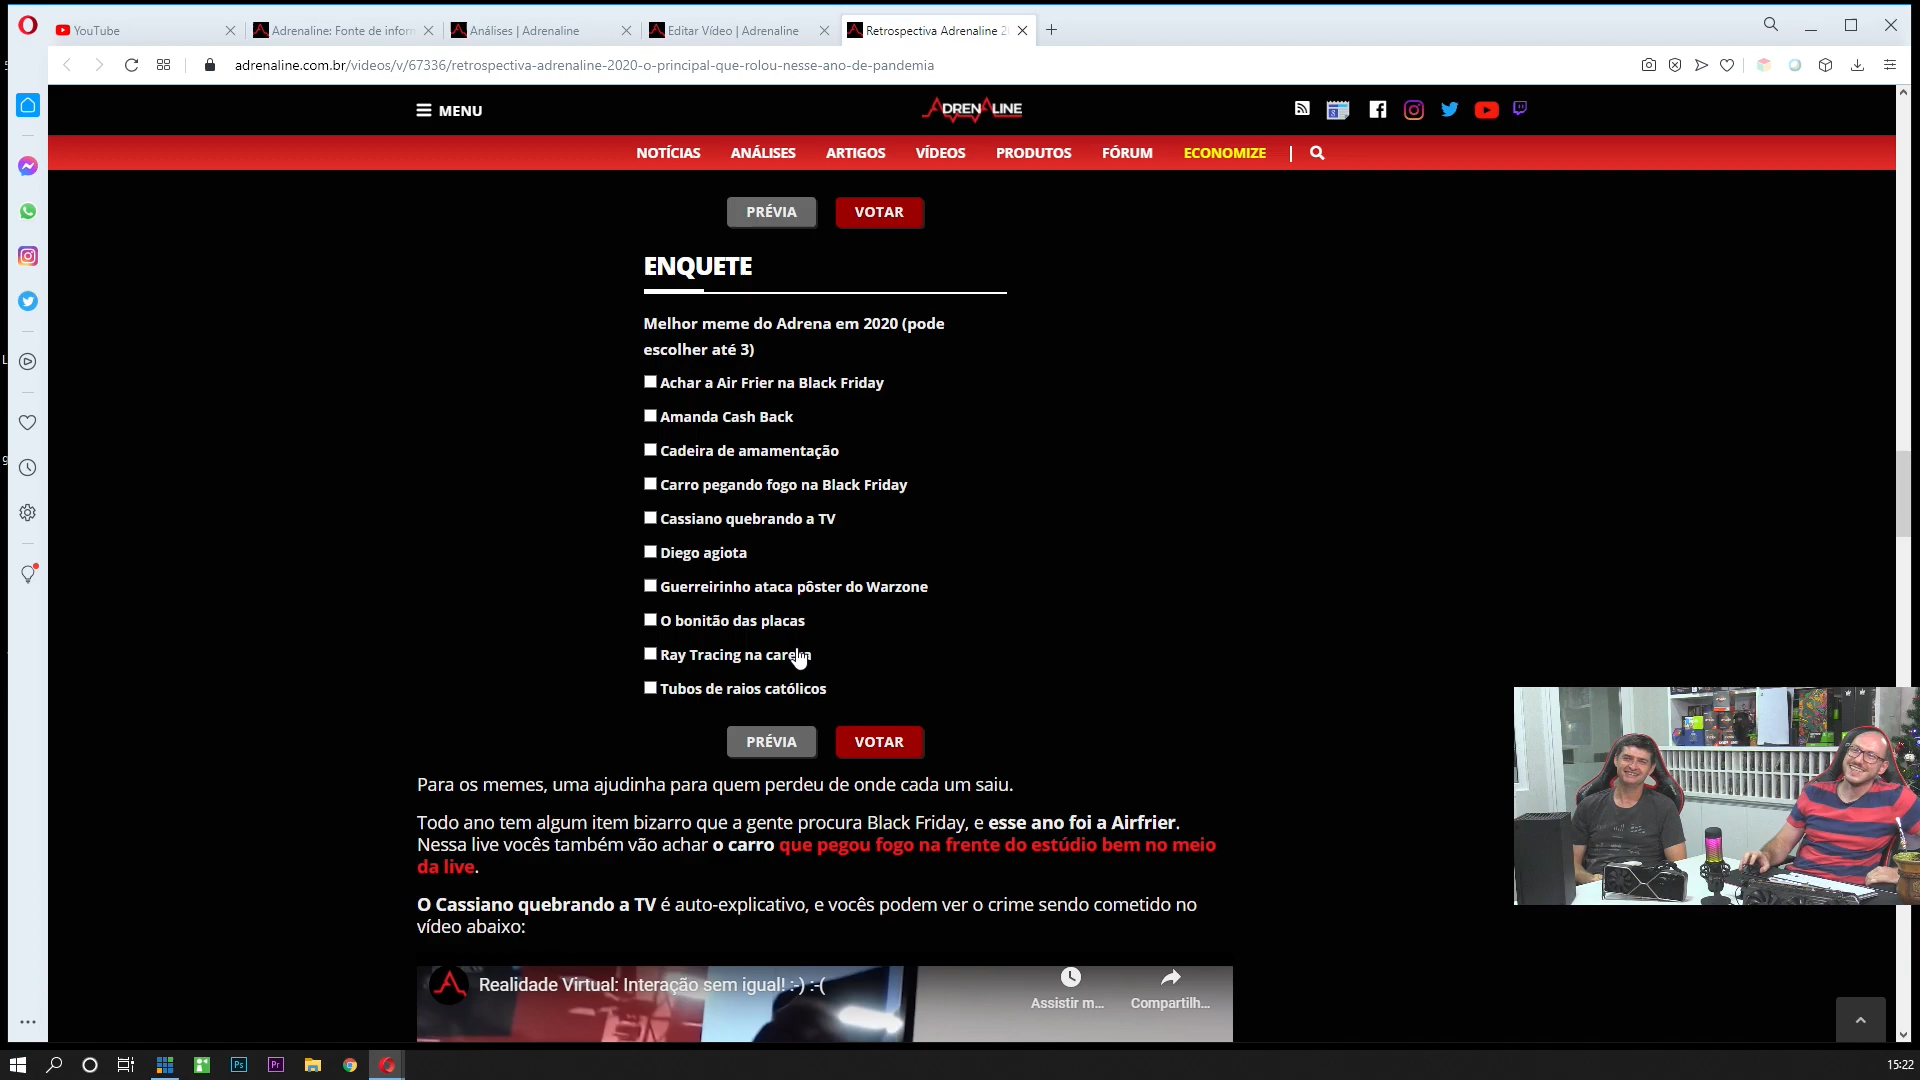 YouTube
Adrenaline: Fonte de inform
Análises | Adrenaline
Editar Vídeo | Adrenaline
Retrospectiva Adrenaline 2
adrenaline.com.br/videos/v/67336/retrospectiva-adrenaline-2020-o-principal-que-rolou-nesse-ano-de-pandemia
MENU
ADRENALINE
NOTÍCIAS
ANÁLISES
ARTIGOS
VÍDEOS
PRODUTOS
FÓRUM
ECONOMIZE
PRÉVIA
VOTAR
ENQUETE
Melhor meme do Adrena em 2020 (pode
escolher até 3)
Achar a Air Frier na Black Friday
Amanda Cash Back
Cadeira de amamentação
Carro pegando fogo na Black Friday
Cassiano quebrando a TV
Diego agiota
Guerreirinho ataca pôster do Warzone
O bonitão das placas
Ray Tracing na
Tubos de raios católicos
PRÉVIA
VOTAR
Para os memes, uma ajudinha para quem perdeu de onde cada um saiu.
Todo ano tem algum item bizarro que a gente procura Black Friday, e esse ano foi a Airfrier.
Nessa live vocês também vão achar o carro que pegou fogo na frente do estúdio bem no meio
da live.
O Cassiano quebrando a TV é auto-explicativo, e vocês podem ver o crime sendo cometido no
vídeo abaixo:
Realidade Virtual: Interação sem igual! :-) :-(
Assistir m...
Compartilh...
Ps
Pr
15:22